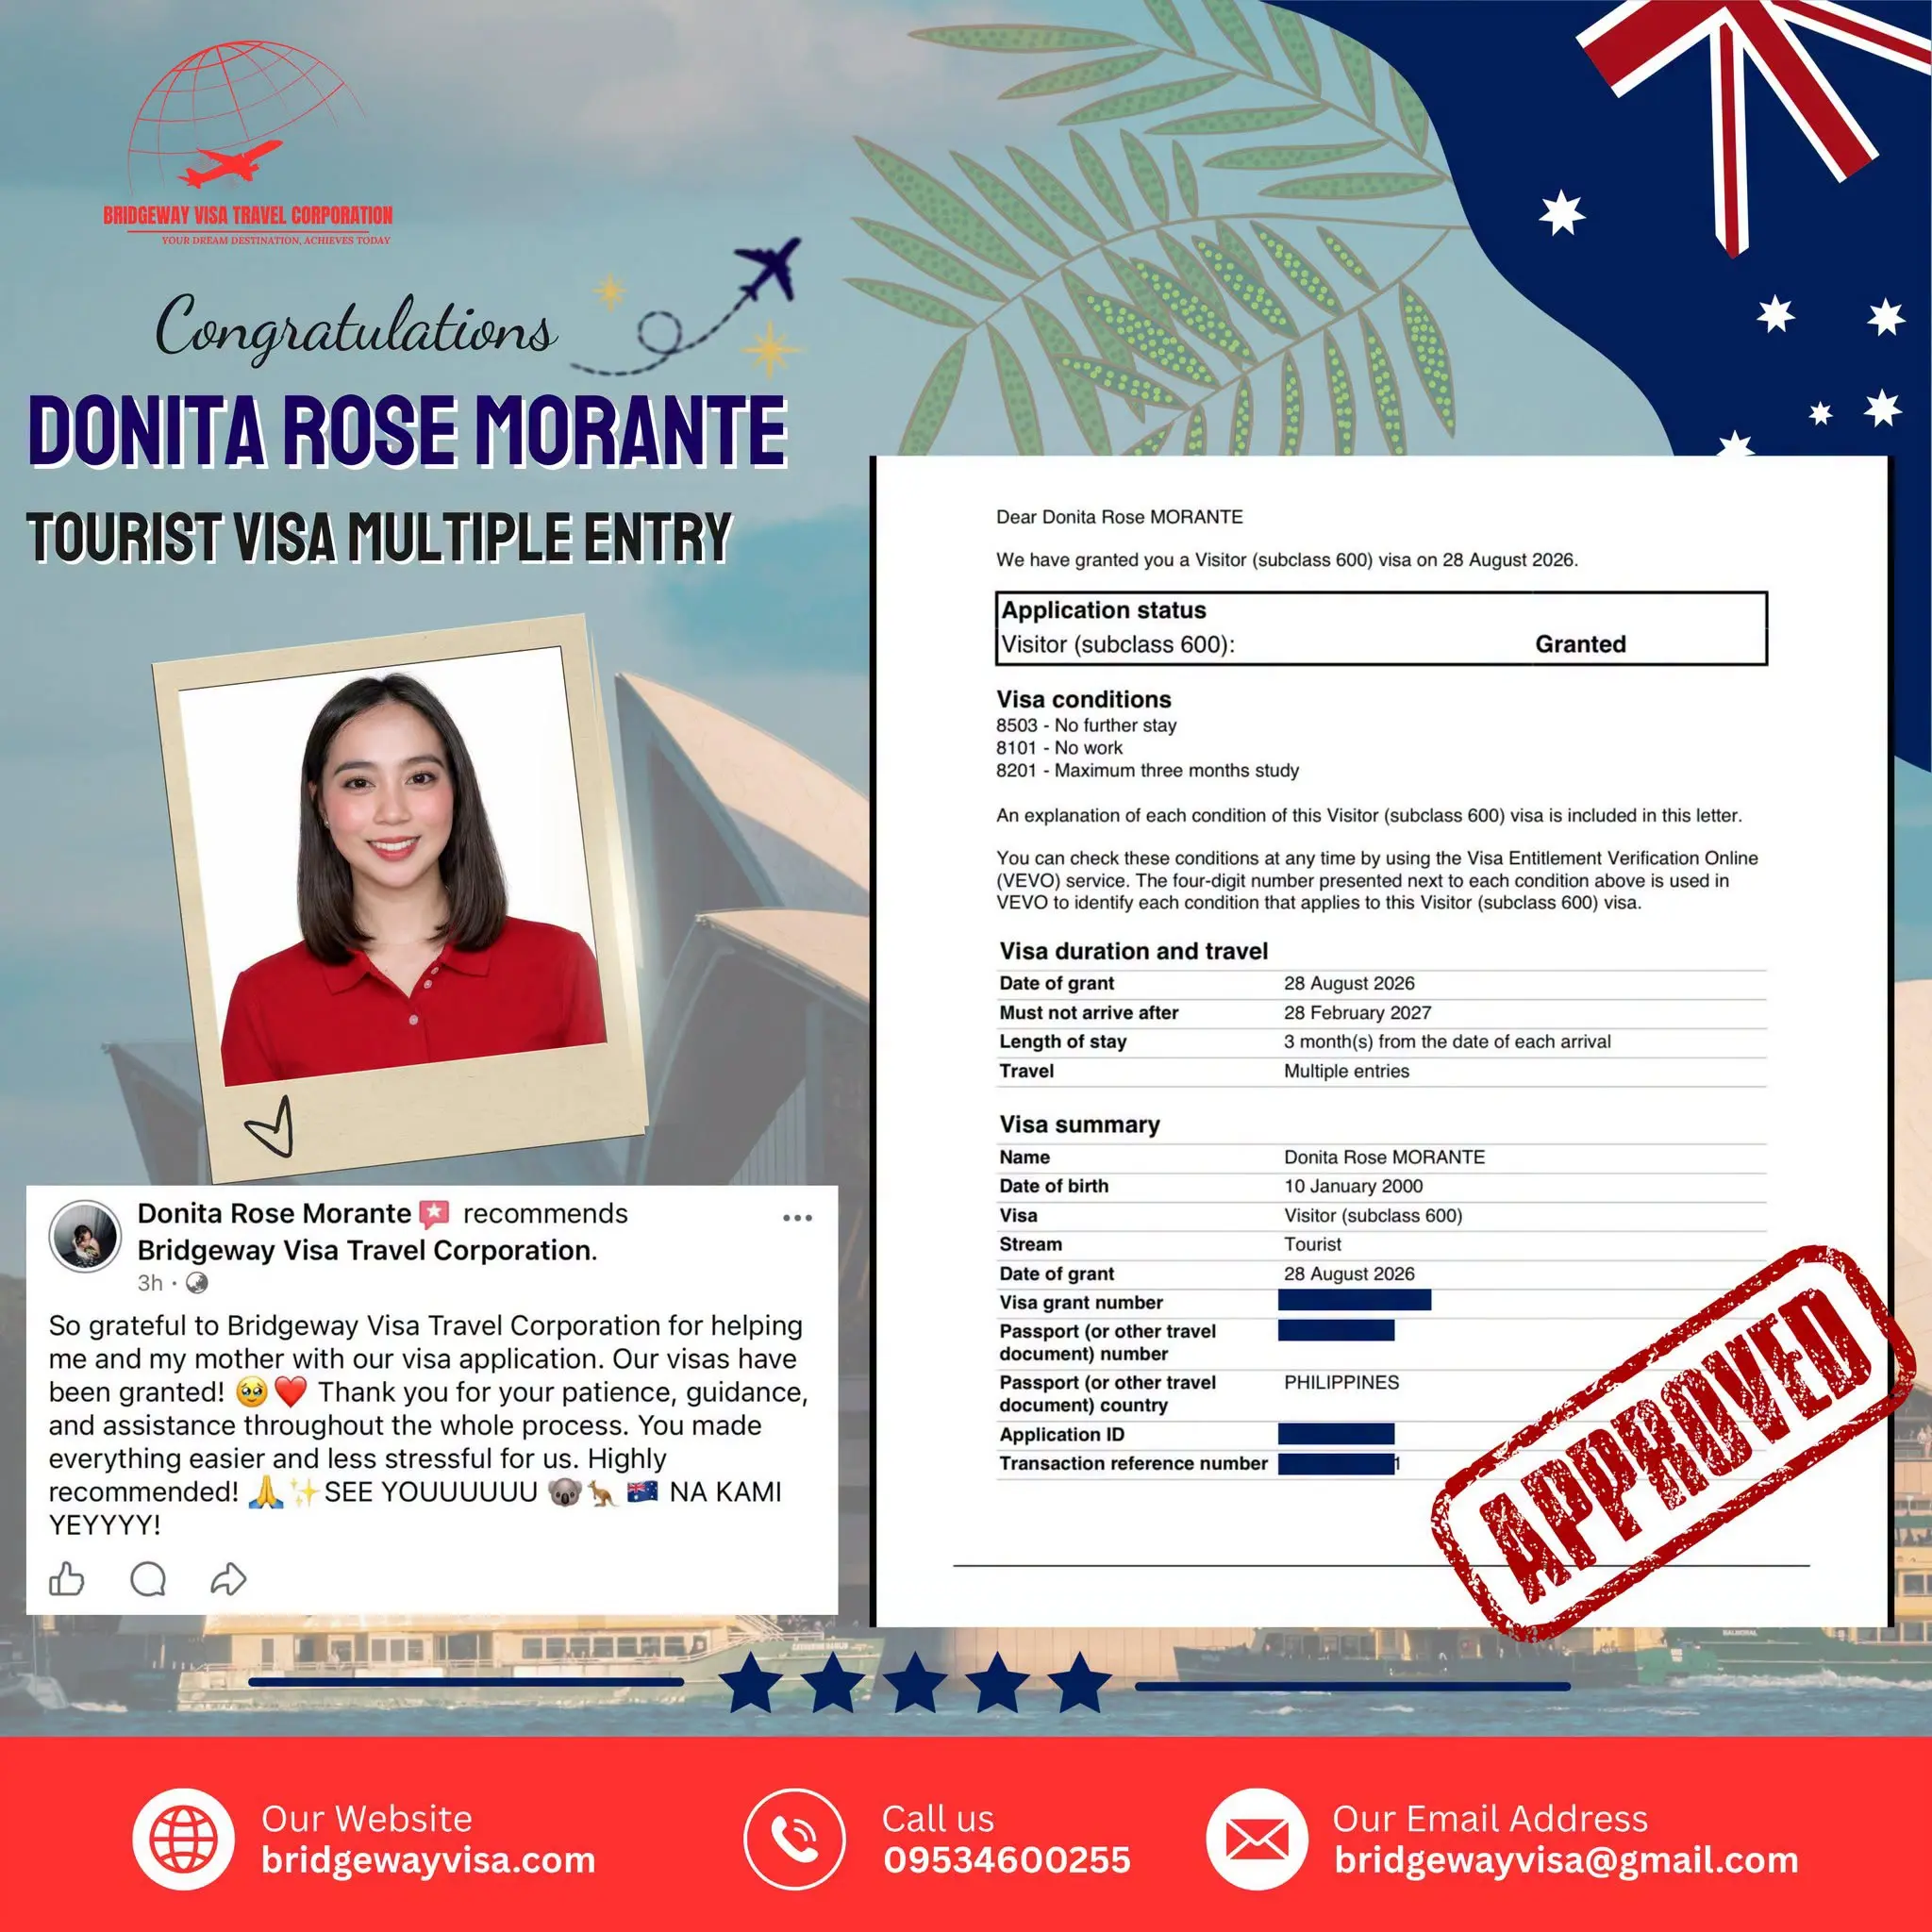 BRIDGEWAY VISA TRAVEL CORPORATION
YOUR DREAM DESTINATION, ACHIEVES TODAY
Congratulations
DONITA ROSE MORANTE
TOURIST VISA MULTIPLE ENTRY
Donita Rose Morante recommends
Bridgeway Visa Travel Corporation.
3h ·
So grateful to Bridgeway Visa Travel Corporation for helping
me and my mother with our visa application. Our visas have
been granted! 🥹❤️ Thank you for your patience, guidance,
and assistance throughout the whole process. You made
everything easier and less stressful for us. Highly
recommended! 🙏✨SEE YOUUUUUU 🐨🦘🇦🇺 NA KAMI
YEYYYY!
Dear Donita Rose MORANTE
We have granted you a Visitor (subclass 600) visa on 28 August 2026.
Application status
Visitor (subclass 600): Granted
Visa conditions
8503 - No further stay
8101 - No work
8201 - Maximum three months study
An explanation of each condition of this Visitor (subclass 600) visa is included in this letter.
You can check these conditions at any time by using the Visa Entitlement Verification Online
(VEVO) service. The four-digit number presented next to each condition above is used in
VEVO to identify each condition that applies to this Visitor (subclass 600) visa.
Visa duration and travel
Date of grant 28 August 2026
Must not arrive after 28 February 2027
Length of stay 3 month(s) from the date of each arrival
Travel Multiple entries
Visa summary
Name Donita Rose MORANTE
Date of birth 10 January 2000
Visa Visitor (subclass 600)
Stream Tourist
Date of grant 28 August 2026
Visa grant number
Passport (or other travel
document) number
Passport (or other travel PHILIPPINES
document) country
Application ID
Transaction reference number 1
APPROVED
BALMORAL
Our Website
bridgewayvisa.com
Call us
09534600255
Our Email Address
bridgewayvisa@gmail.com